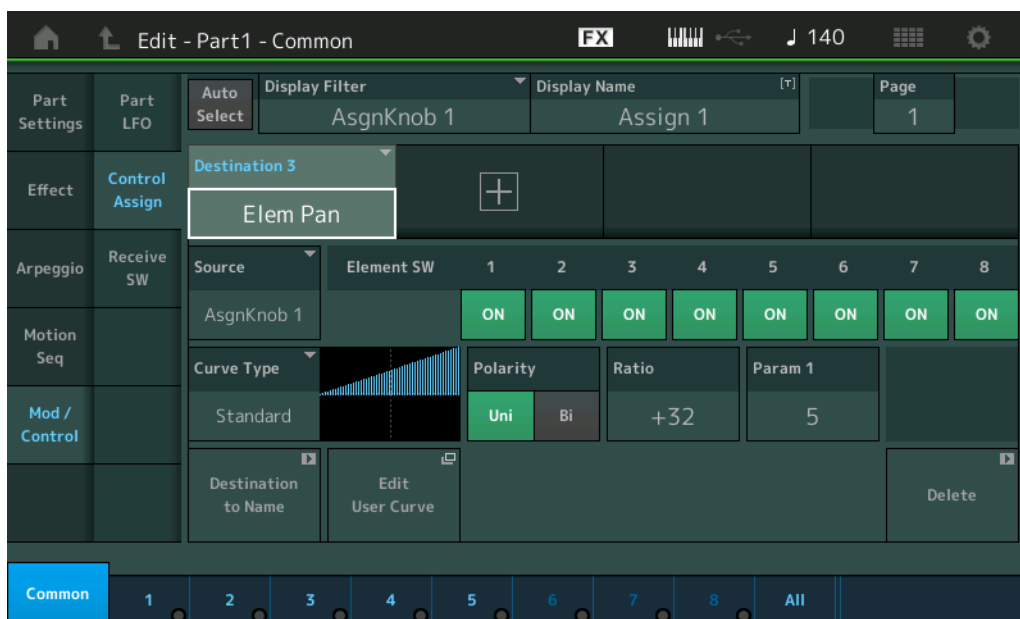 Edit - Part1 - Common
FX
♩ 140
Part Settings
Part LFO
Auto Select
Display Filter
AsgnKnob 1
Display Name
[T]
Assign 1
Page
1
Effect
Control Assign
Destination 3
Elem Pan
Arpeggio
Receive SW
Source
AsgnKnob 1
Element SW
1 2 3 4 5 6 7 8
ON ON ON ON ON ON ON ON
Motion Seq
Curve Type
Standard
Polarity
Uni Bi
Ratio
+32
Param 1
5
Mod / Control
Destination to Name
Edit User Curve
Delete
Common 1 2 3 4 5 6 7 8 All